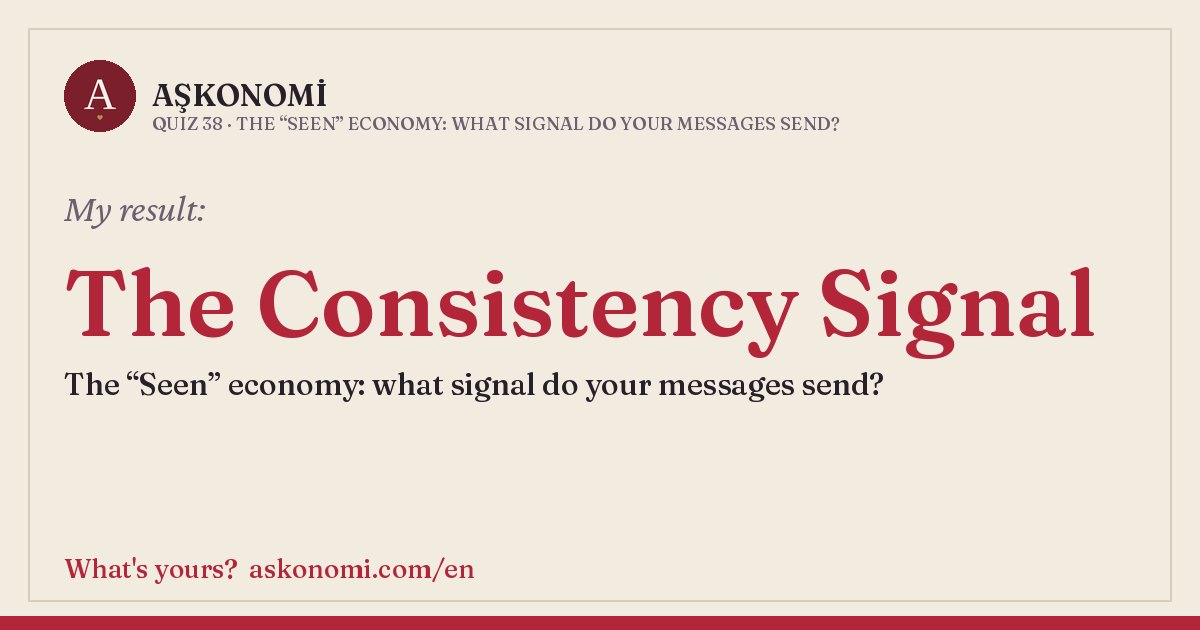 A
AŞKONOMİ
QUIZ 38 · THE “SEEN” ECONOMY: WHAT SIGNAL DO YOUR MESSAGES SEND?
My result:
The Consistency Signal
The “Seen” economy: what signal do your messages send?
What's yours? askonomi.com/en